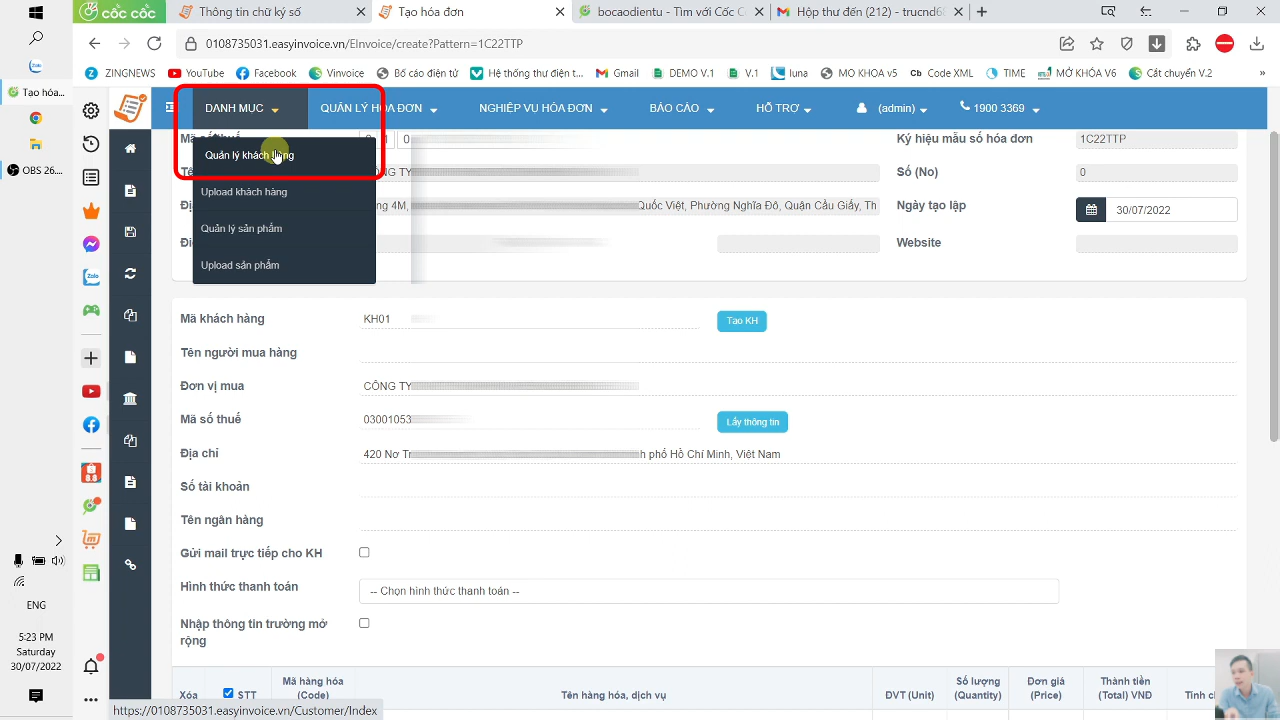 CỐC CỐC
Thông tin chữ ký số
Tạo hóa đơn
bocaodientu - Tìm với Cốc Cố
Hộp thư đến (212) - trucnd68
0108735031.easyinvoice.vn/EInvoice/create?Pattern=1C22TTP
Tạo hóa...
ZINGNEWS
YouTube
Facebook
Vinvoice
Bố cáo điện tử
Hệ thống thư điện t...
Gmail
DEMO V.1
V.1
luna
MO KHOA v5
Cb Code XML
TIME
MỞ KHÓA V6
Cắt chuyển V.2
»
OBS 26...
DANH MỤC
QUẢN LÝ HÓA ĐƠN
NGHIỆP VỤ HÓA ĐƠN
BÁO CÁO
HỖ TRỢ
(admin)
1900 3369
Ký hiệu mẫu số hóa đơn
1C22TTP
Quản lý khách hàng
Upload khách hàng
Quản lý sản phẩm
Upload sản phẩm
Số (No)
0
Quốc Việt, Phường Nghĩa Đô, Quận Cầu Giấy, Th
Ngày tạo lập
30/07/2022
Website
Mã khách hàng
KH01
Tạo KH
Tên người mua hàng
Đơn vị mua
CÔNG TY
Mã số thuế
03001053
Lấy thông tin
Địa chỉ
420 Nơ Tr
h phố Hồ Chí Minh, Việt Nam
Số tài khoản
Tên ngân hàng
Gửi mail trực tiếp cho KH
Hình thức thanh toán
-- Chọn hình thức thanh toán --
Nhập thông tin trường mở
rộng
Xóa
STT
Mã hàng hóa
(Code)
Tên hàng hóa, dịch vụ
DVT (Unit)
Số lượng
(Quantity)
Đơn giá
(Price)
Thành tiền
(Total) VND
Tính c
https://0108735031.easyinvoice.vn/Customer/Index
Zalo
8.8
ENG
5:23 PM
Saturday
30/07/2022